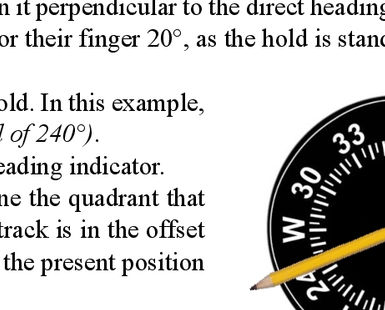 n it perpendicular to the direct heading
or their finger 20°, as the hold is stand
old. In this example,
l of 240°).
eading indicator.
ne the quadrant that
track is in the offset
the present position
33
30
W
24